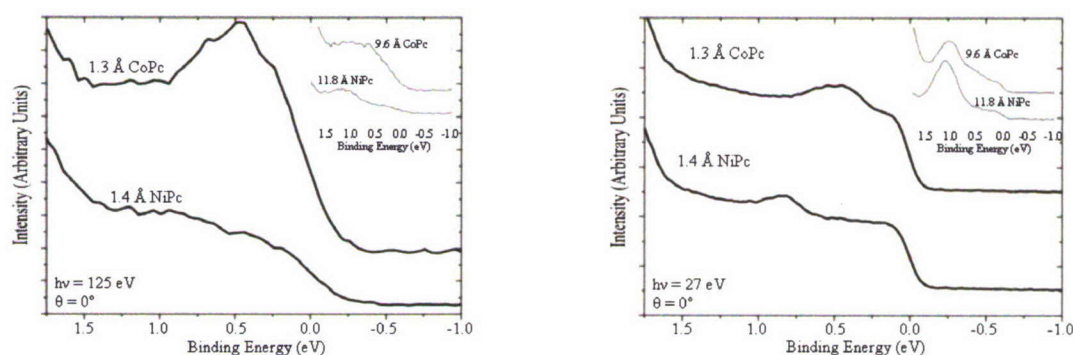 Intensity (Arbitrary Units)
1.3 Å CoPc
1.4 Å NiPc
hν = 125 eV
θ = 0°
1.5 1.0 0.5 0.0 -0.5 -1.0
Binding Energy (eV)
9.6 Å CoPc
11.8 Å NiPc
1.5 1.0 0.5 0.0 -0.5 -1.0
Binding Energy (eV)
Intensity (Arbitrary Units)
1.3 Å CoPc
1.4 Å NiPc
hν = 27 eV
θ = 0°
1.5 1.0 0.5 0.0 -0.5 -1.0
Binding Energy (eV)
9.6 Å CoPc
11.8 Å NiPc
1.5 1.0 0.5 0.0 -0.5 -1.0
Binding Energy (eV)